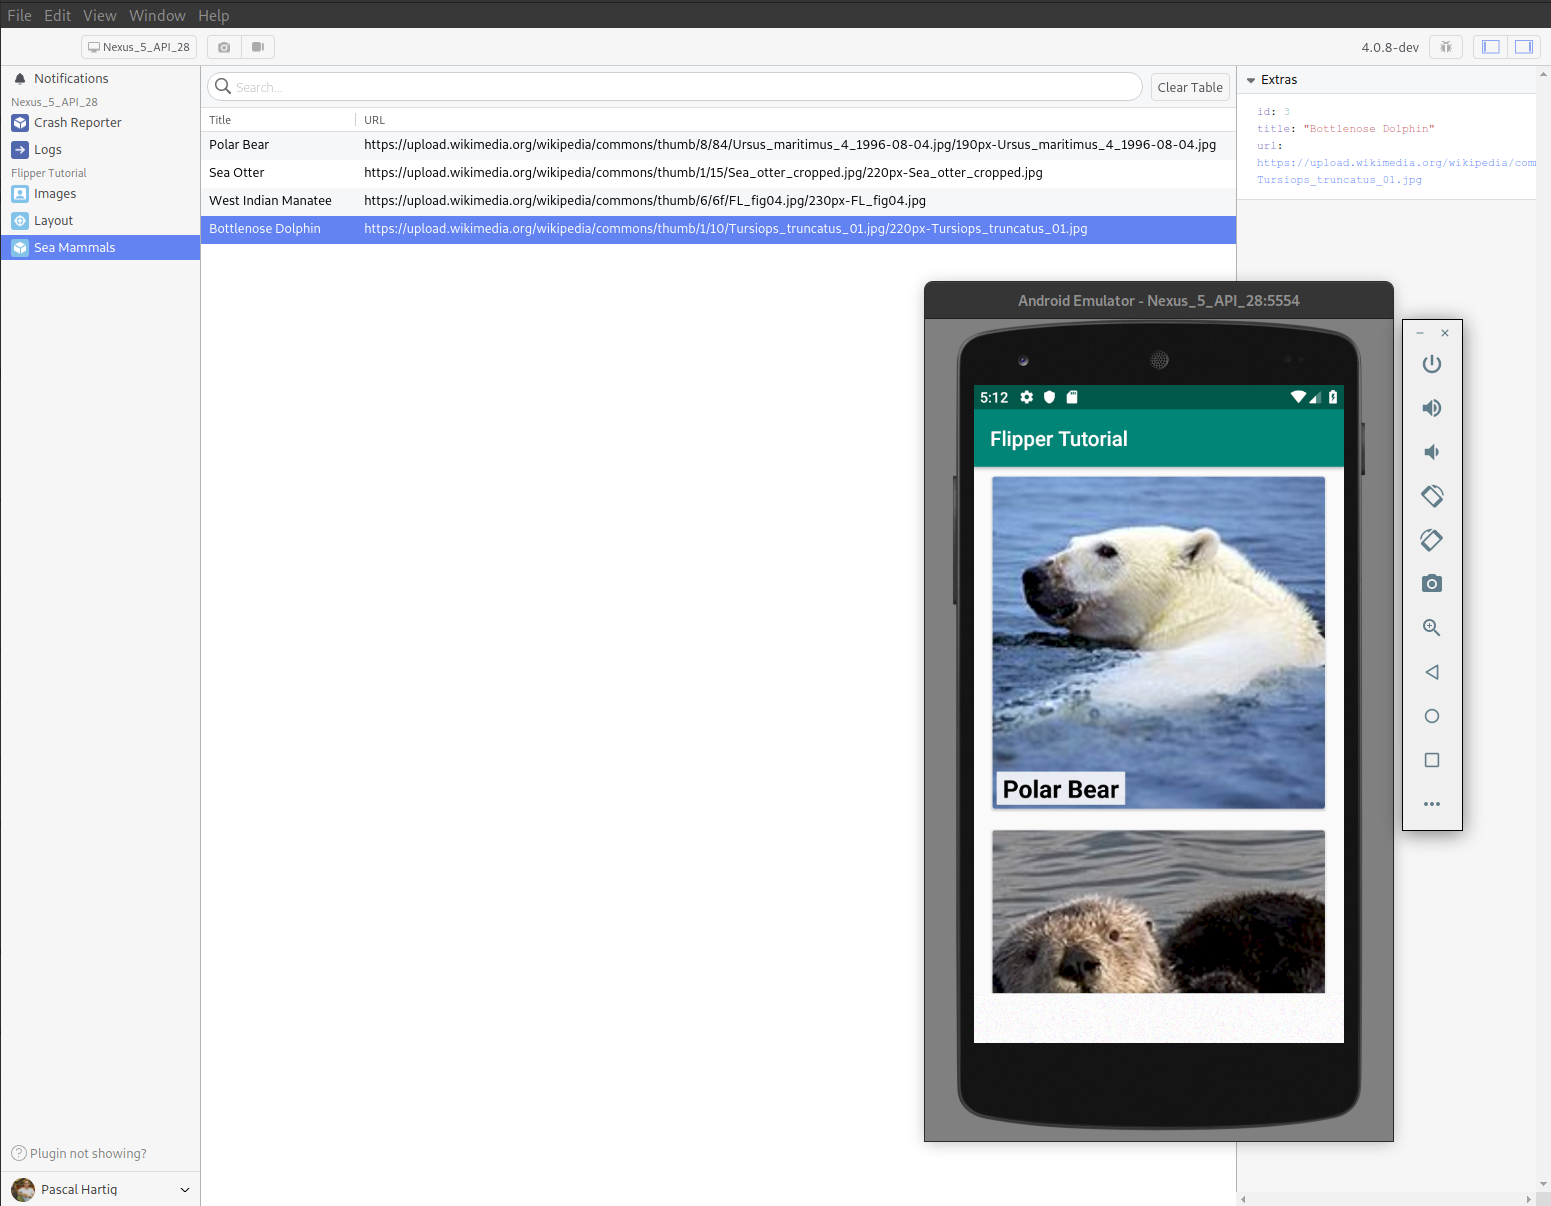 File Edit View Window Help
Nexus_5_API_28
4.0.8-dev
Notifications
Nexus_5_API_28
Crash Reporter
Logs
Flipper Tutorial
Images
Layout
Sea Mammals
Search...
Clear Table
Title URL
Polar Bear https://upload.wikimedia.org/wikipedia/commons/thumb/8/84/Ursus_maritimus_4_1996-08-04.jpg/190px-Ursus_maritimus_4_1996-08-04.jpg
Sea Otter https://upload.wikimedia.org/wikipedia/commons/thumb/1/15/Sea_otter_cropped.jpg/220px-Sea_otter_cropped.jpg
West Indian Manatee https://upload.wikimedia.org/wikipedia/commons/thumb/6/6f/FL_fig04.jpg/230px-FL_fig04.jpg
Bottlenose Dolphin https://upload.wikimedia.org/wikipedia/commons/thumb/1/10/Tursiops_truncatus_01.jpg/220px-Tursiops_truncatus_01.jpg
Extras
id: 3
title: "Bottlenose Dolphin"
url:
https://upload.wikimedia.org/wikipedia/com
Tursiops_truncatus_01.jpg
Android Emulator - Nexus_5_API_28:5554
5:12
Flipper Tutorial
Polar Bear
Plugin not showing?
Pascal Hartig